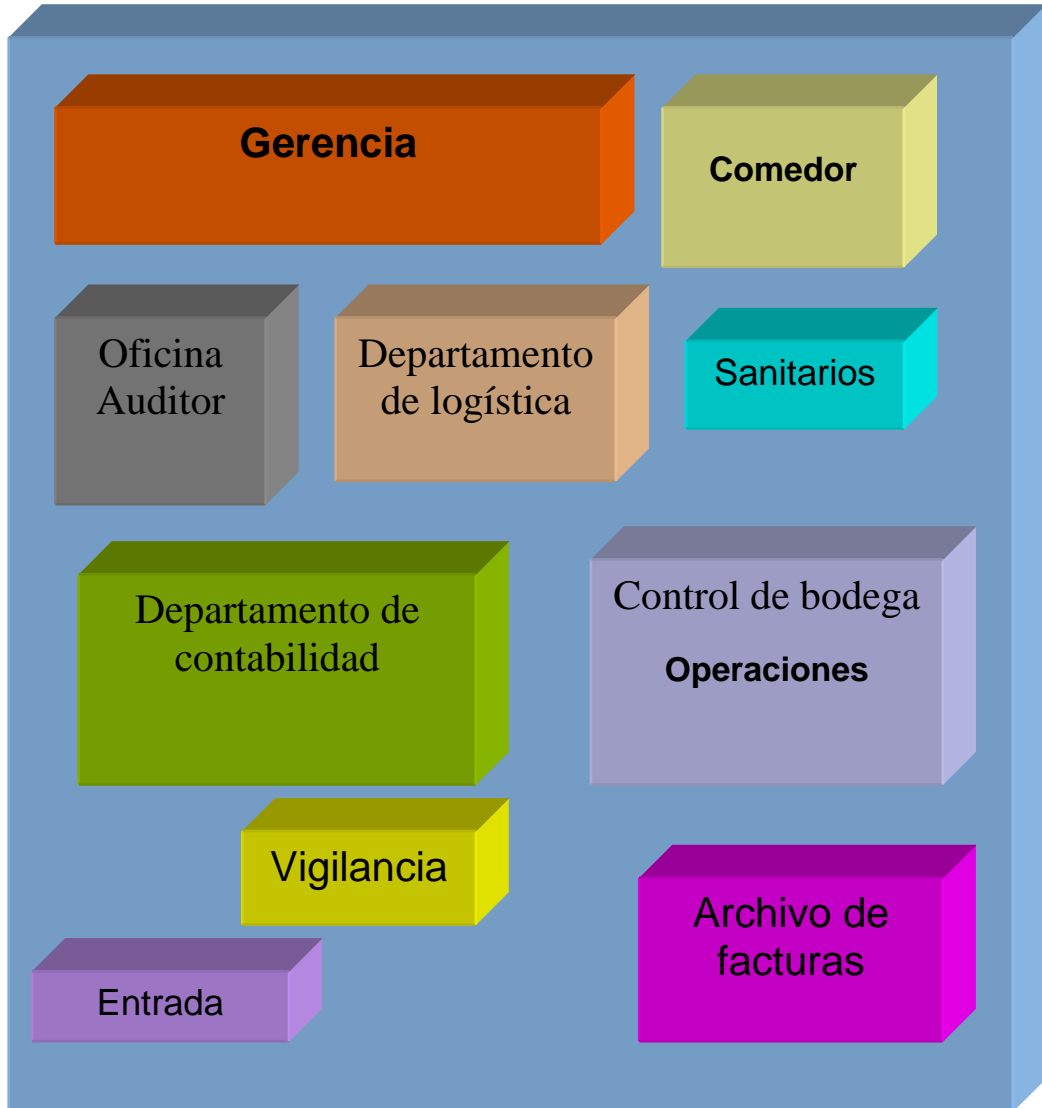 Gerencia
Comedor
Oficina
Auditor
Departamento
de logística
Sanitarios
Departamento de
contabilidad
Control de bodega
Operaciones
Vigilancia
Archivo de
facturas
Entrada